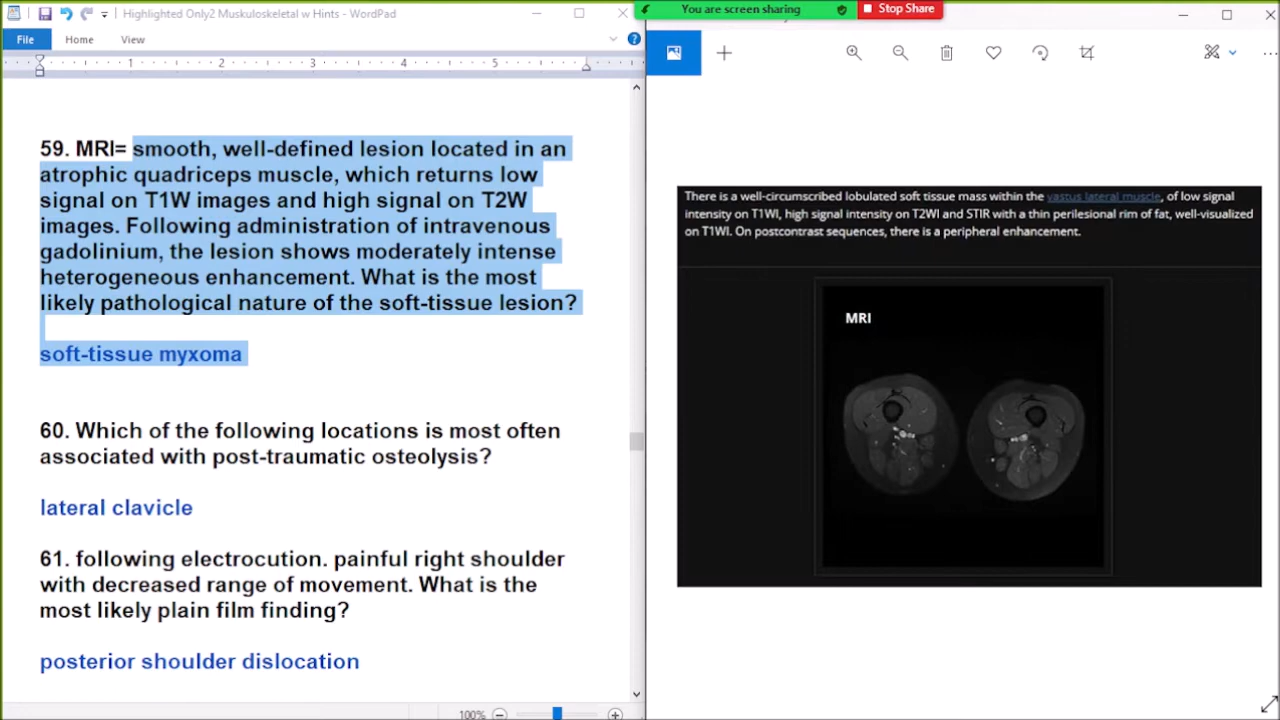 Highlighted Only2 Muskuloskeletal w Hints - WordPad
You are screen sharing
Stop Share
File
Home
View
1
2
3
4
5
59. MRI= smooth, well-defined lesion located in an
atrophic quadriceps muscle, which returns low
signal on T1W images and high signal on T2W
images. Following administration of intravenous
gadolinium, the lesion shows moderately intense
heterogeneous enhancement. What is the most
likely pathological nature of the soft-tissue lesion?
soft-tissue myxoma
60. Which of the following locations is most often
associated with post-traumatic osteolysis?
lateral clavicle
61. following electrocution. painful right shoulder
with decreased range of movement. What is the
most likely plain film finding?
posterior shoulder dislocation
100%
There is a well-circumscribed lobulated soft tissue mass within the vastus lateral muscle, of low signal
intensity on T1WI, high signal intensity on T2WI and STIR with a thin perilesional rim of fat, well-visualized
on T1WI. On postcontrast sequences, there is a peripheral enhancement.
MRI